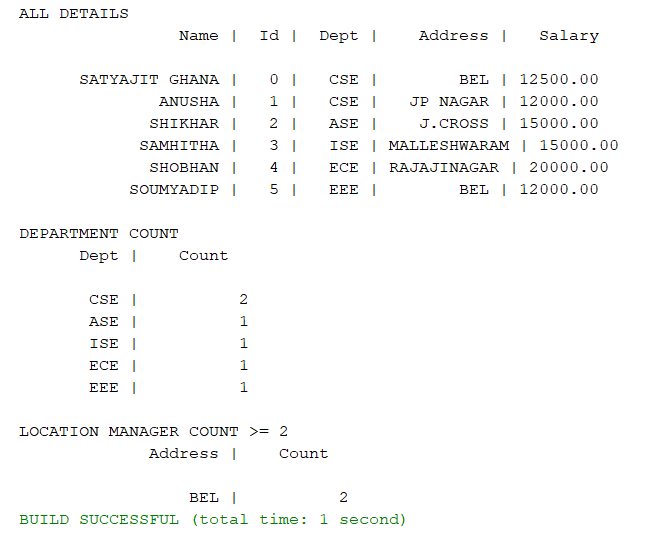 ALL DETAILS
Name | Id | Dept | Address | Salary
SATYAJIT GHANA | 0 | CSE | BEL | 12500.00
ANUSHA | 1 | CSE | JP NAGAR | 12000.00
SHIKHAR | 2 | ASE | J.CROSS | 15000.00
SAMHITHA | 3 | ISE | MALLESHWARAM | 15000.00
SHOBHAN | 4 | ECE | RAJAJINAGAR | 20000.00
SOUMYADIP | 5 | EEE | BEL | 12000.00
DEPARTMENT COUNT
Dept | Count
CSE | 2
ASE | 1
ISE | 1
ECE | 1
EEE | 1
LOCATION MANAGER COUNT >= 2
Address | Count
BEL | 2
BUILD SUCCESSFUL (total time: 1 second)